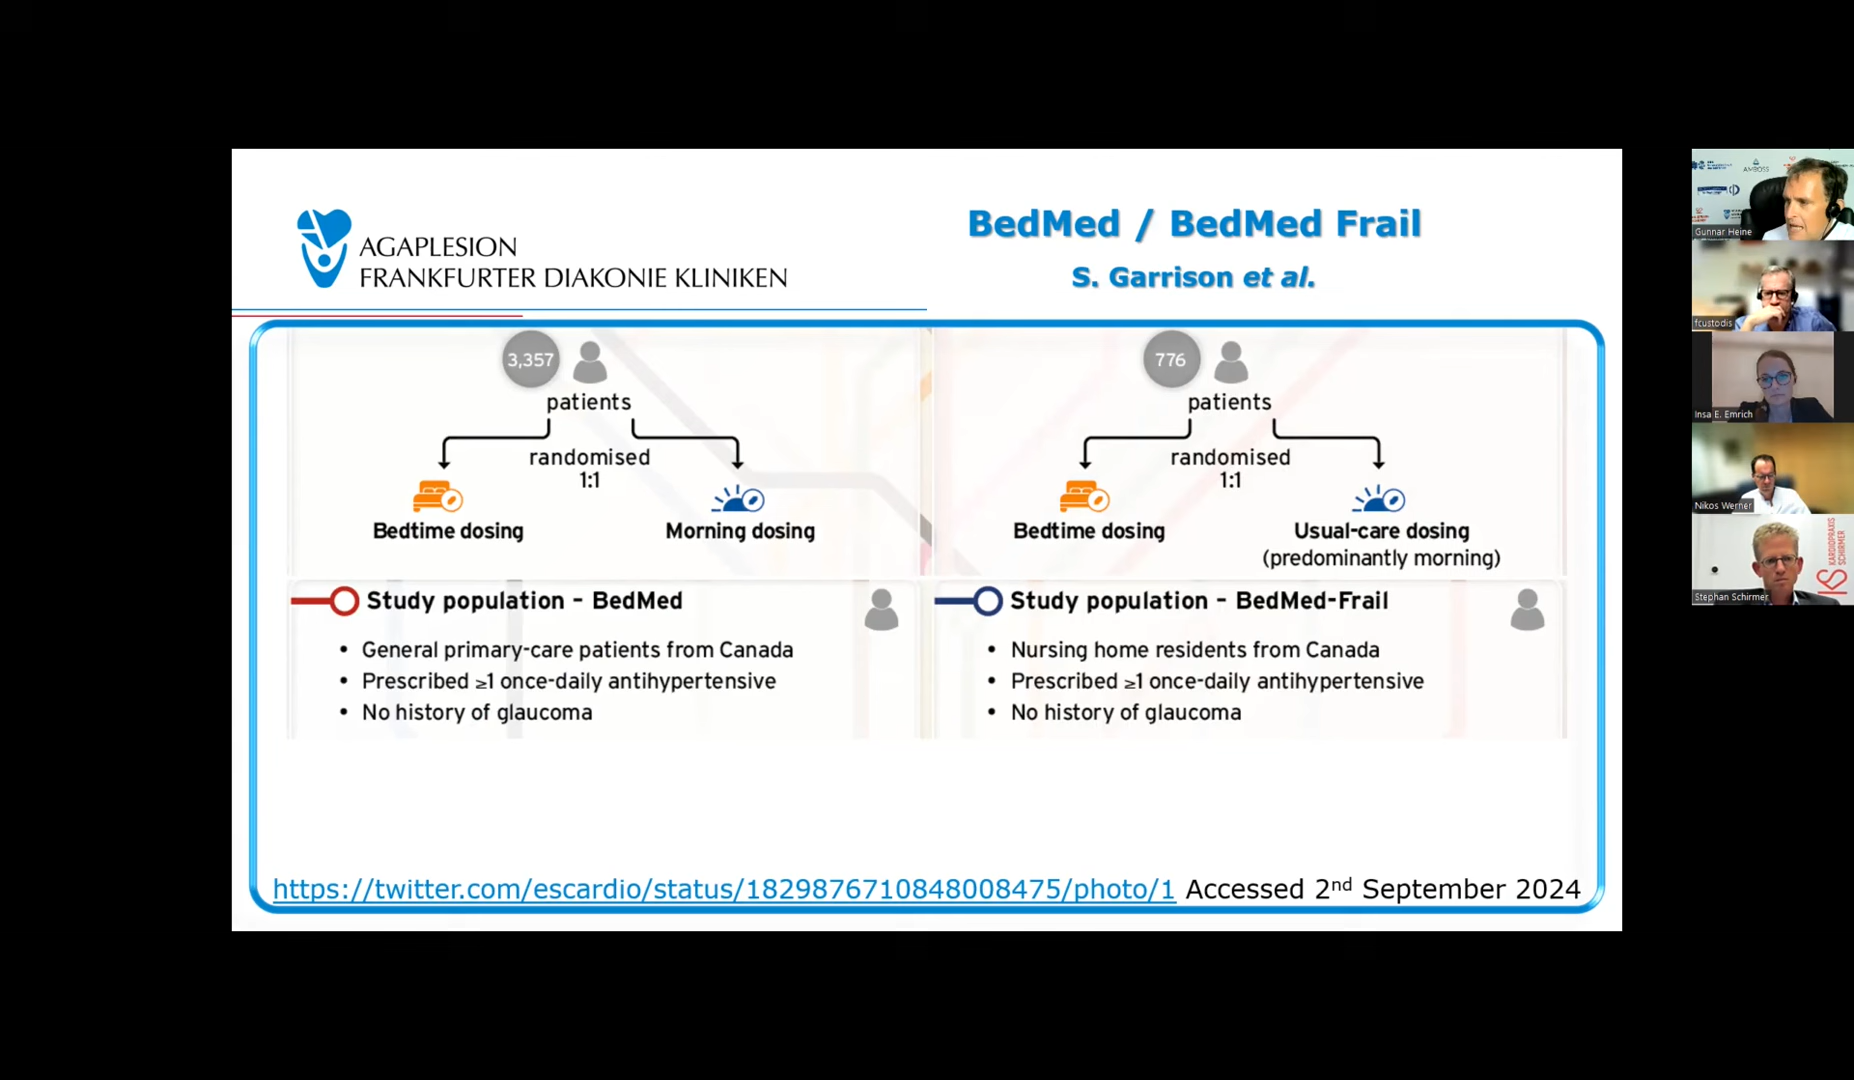 AGAPLESION
FRANKFURTER DIAKONIE KLINIKEN
BedMed / BedMed Frail
S. Garrison et al.
3,357
patients
randomised
1:1
Bedtime dosing
Morning dosing
776
patients
randomised
1:1
Bedtime dosing
Usual-care dosing
(predominantly morning)
Study population – BedMed
• General primary-care patients from Canada
• Prescribed ≥1 once-daily antihypertensive
• No history of glaucoma
Study population – BedMed-Frail
• Nursing home residents from Canada
• Prescribed ≥1 once-daily antihypertensive
• No history of glaucoma
https://twitter.com/escardio/status/1829876710848008475/photo/1 Accessed 2nd September 2024
AMBOSS
Gunnar Heine
fcustodis
Insa E. Emrich
Nikos Werner
KARDIOPRAXIS
SCHIRMER
KS
Stephan Schirmer